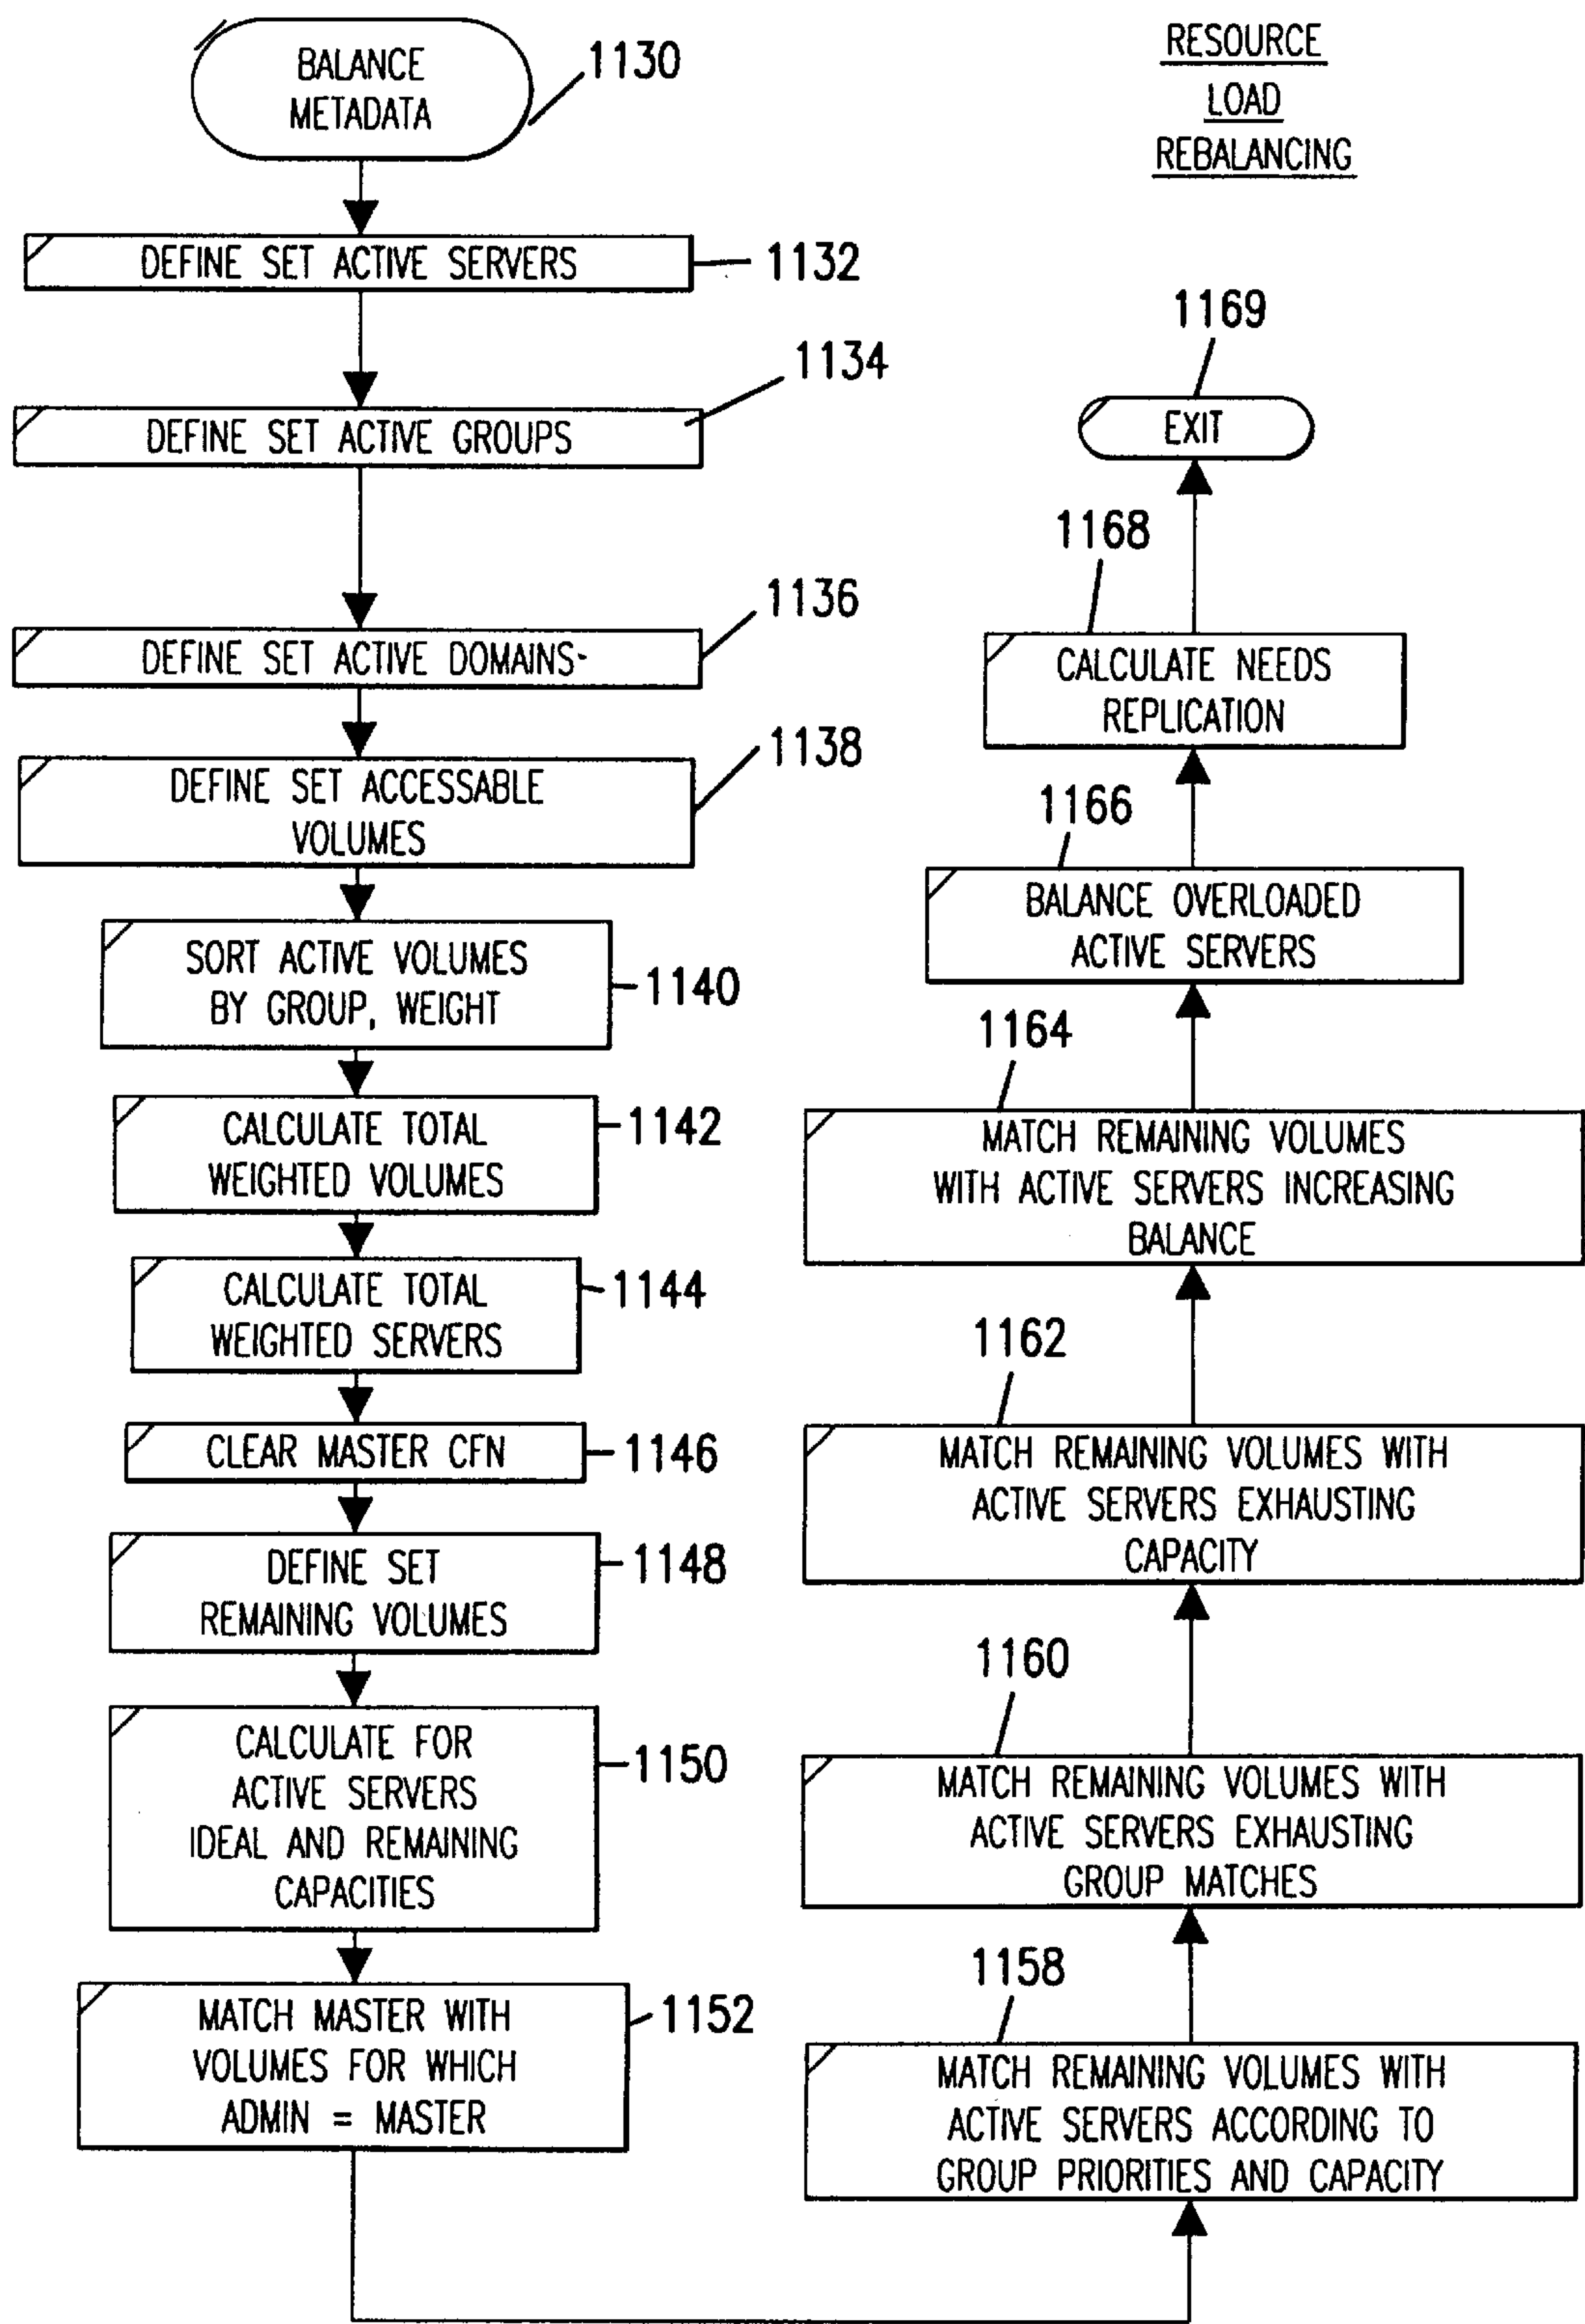 BALANCE
METADATA
1130
DEFINE SET ACTIVE SERVERS
1132
DEFINE SET ACTIVE GROUPS
1134
DEFINE SET ACTIVE DOMAINS-
1136
DEFINE SET ACCESSABLE
VOLUMES
1138
SORT ACTIVE VOLUMES
BY GROUP, WEIGHT
1140
CALCULATE TOTAL
WEIGHTED VOLUMES
1142
CALCULATE TOTAL
WEIGHTED SERVERS
1144
CLEAR MASTER CFN
1146
DEFINE SET
REMAINING VOLUMES
1148
CALCULATE FOR
ACTIVE SERVERS
IDEAL AND REMAINING
CAPACITIES
1150
MATCH MASTER WITH
VOLUMES FOR WHICH
ADMIN = MASTER
1152
RESOURCE
LOAD
REBALANCING
1169
EXIT
1168
CALCULATE NEEDS
REPLICATION
1166
BALANCE OVERLOADED
ACTIVE SERVERS
1164
MATCH REMAINING VOLUMES
WITH ACTIVE SERVERS INCREASING
BALANCE
1162
MATCH REMAINING VOLUMES WITH
ACTIVE SERVERS EXHAUSTING
CAPACITY
1160
MATCH REMAINING VOLUMES WITH
ACTIVE SERVERS EXHAUSTING
GROUP MATCHES
1158
MATCH REMAINING VOLUMES WITH
ACTIVE SERVERS ACCORDING TO
GROUP PRIORITIES AND CAPACITY